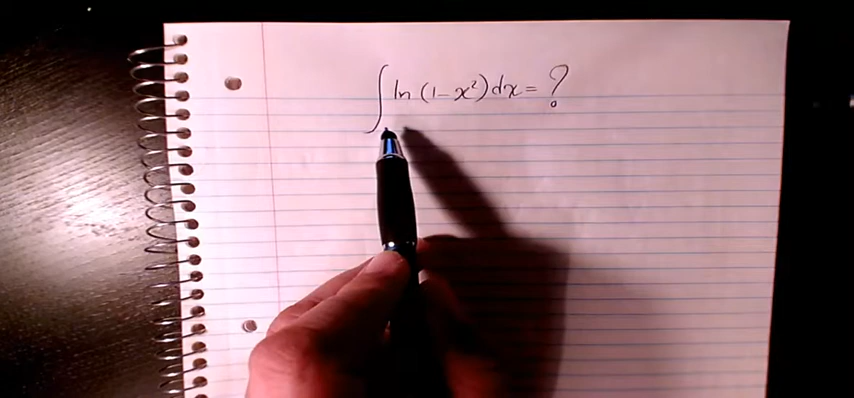 ∫ ln (1-x²) dx = ?